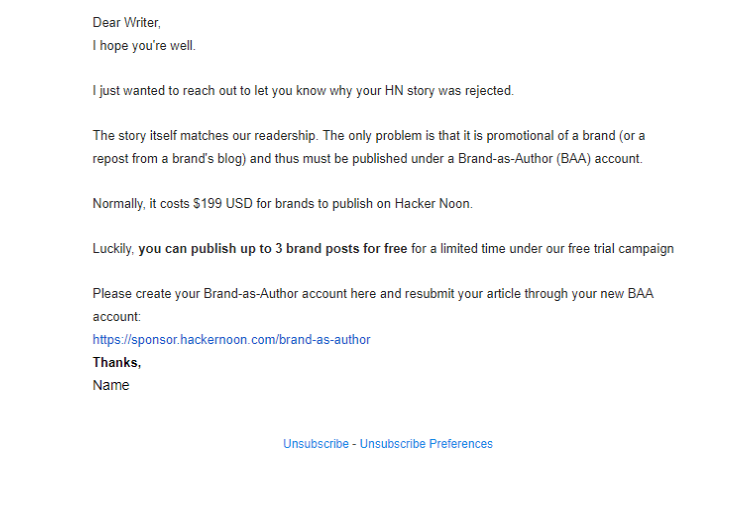 Dear Writer,
I hope you're well.
I just wanted to reach out to let you know why your HN story was rejected.
The story itself matches our readership. The only problem is that it is promotional of a brand (or a
repost from a brand's blog) and thus must be published under a Brand-as-Author (BAA) account.
Normally, it costs $199 USD for brands to publish on Hacker Noon.
Luckily, you can publish up to 3 brand posts for free for a limited time under our free trial campaign
Please create your Brand-as-Author account here and resubmit your article through your new BAA
account:
https://sponsor.hackernoon.com/brand-as-author
Thanks,
Name
Unsubscribe - Unsubscribe Preferences